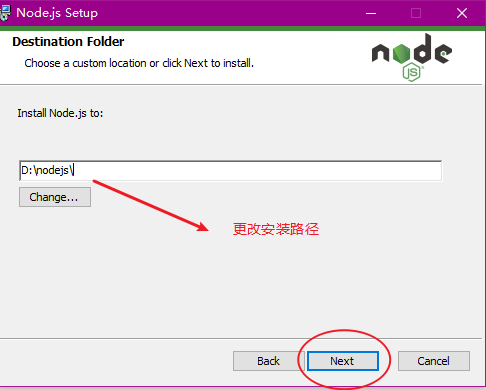 Node.js Setup
Destination Folder
Choose a custom location or click Next to install.
node
JS
Install Node.js to:
D:\nodejs\
Change...
更改安装路径
Back
Next
Cancel